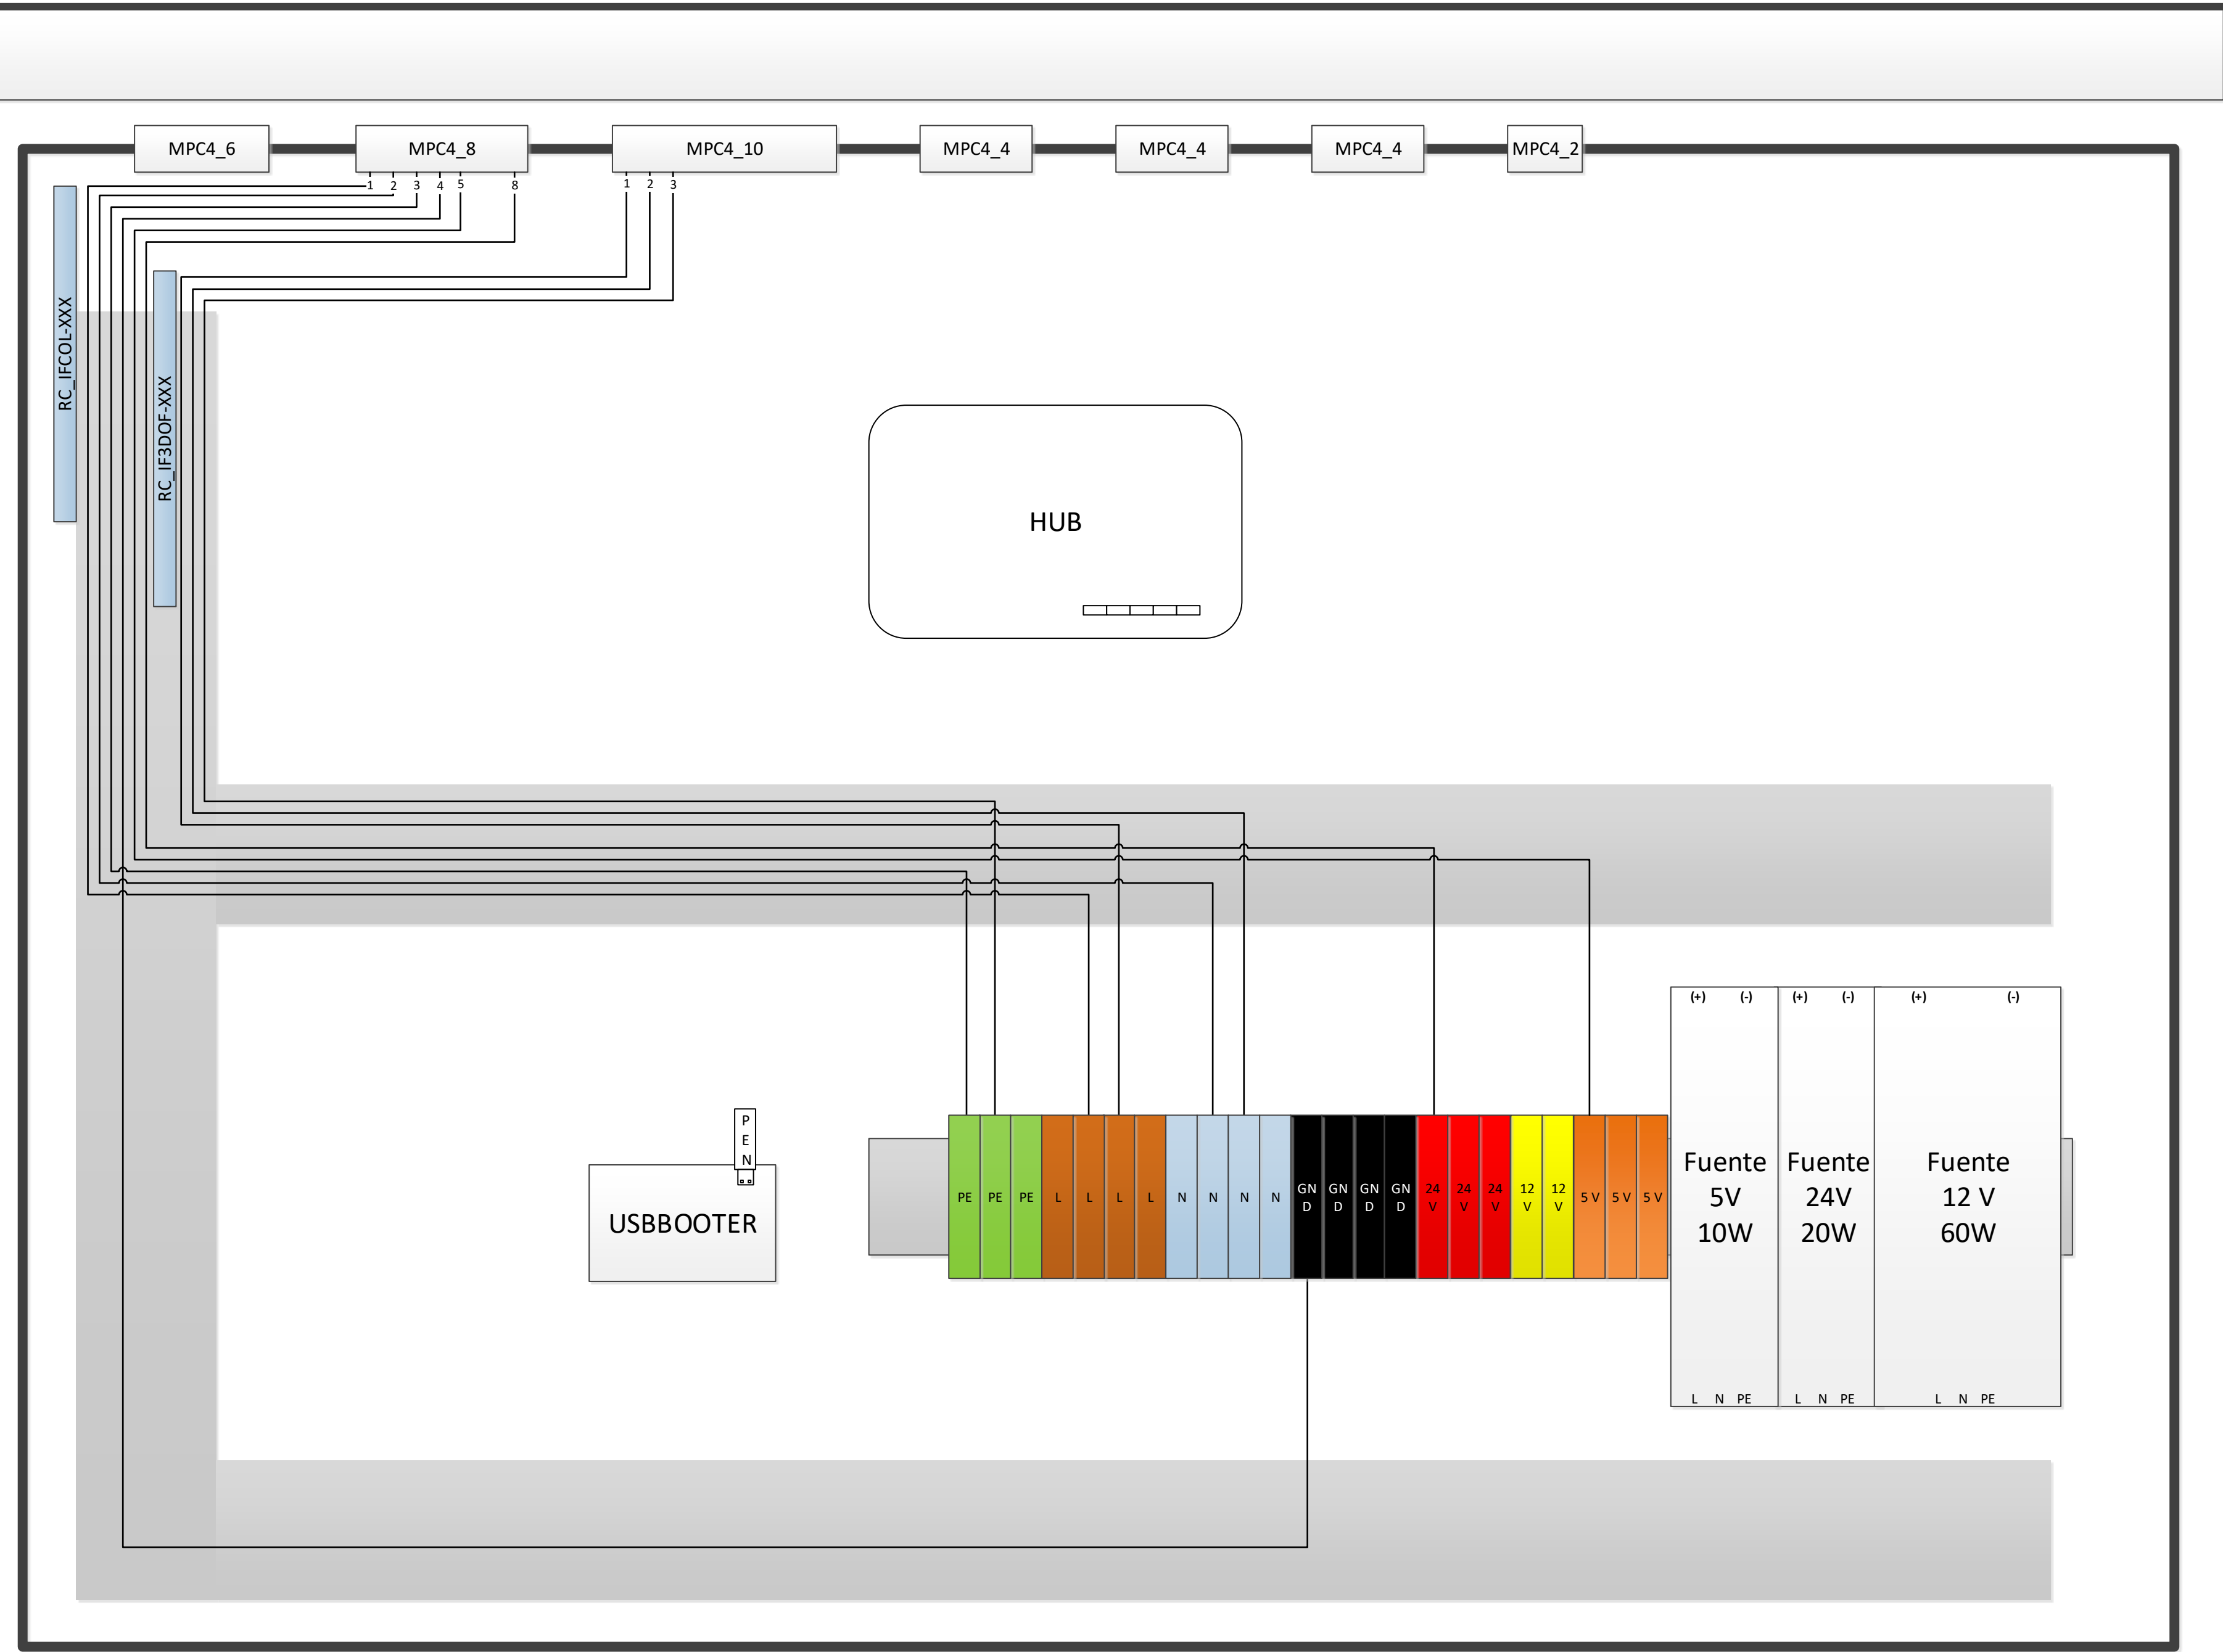 MPC4_6 MPC4_8 MPC4_10 MPC4_4 MPC4_4 MPC4_4 MPC4_2
1 2 3 4 5 8 1 2 3
RC_IFCOL-XXX
RC_IF3DOF-XXX
HUB
(+) (-) (+) (-) (+) (-)
P
E
N
USBBOOTER
PE PE PE L L L L N N N N
GN GN GN GN
D D D D
24 24 24
V V V
12 12
V V
5 V 5 V 5 V
Fuente
5V
10W
Fuente
24V
20W
Fuente
12 V
60W
L N PE L N PE L N PE